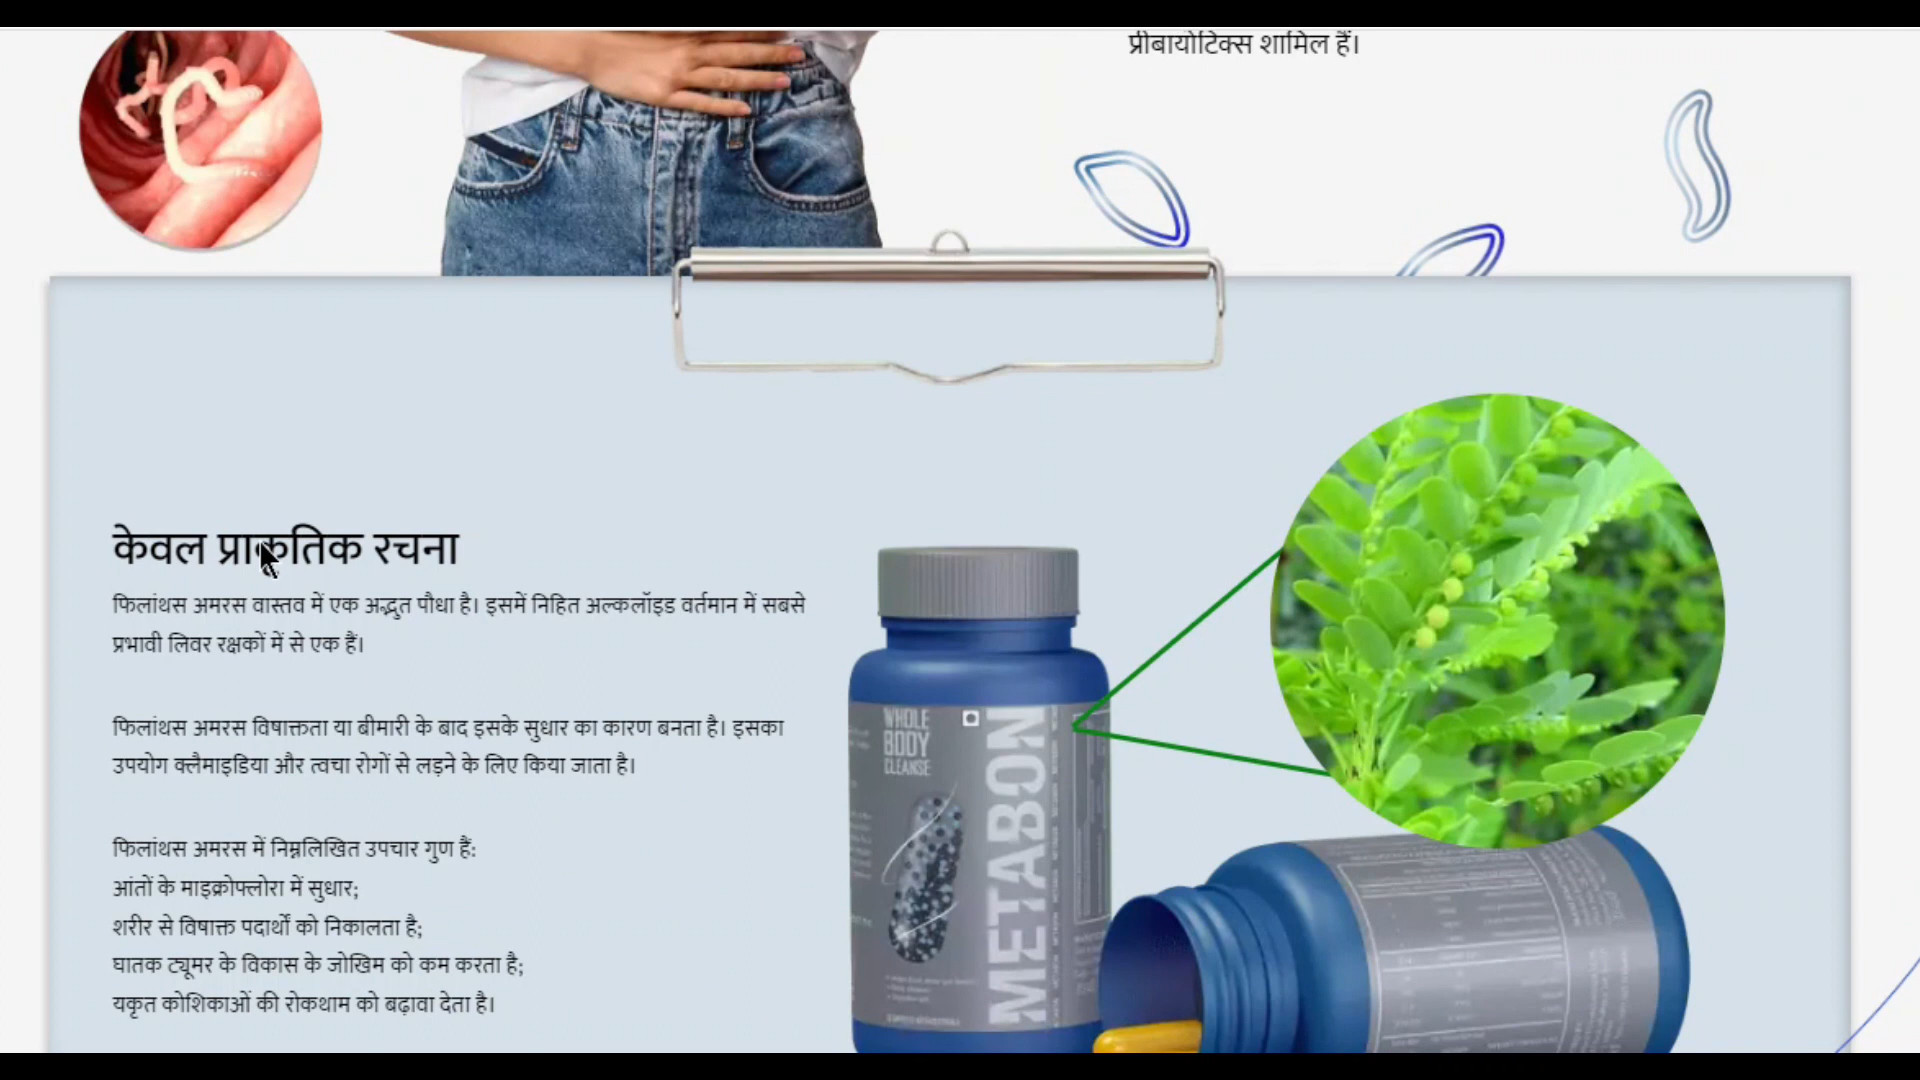 प्रीबायोटिक्स शामिल हैं।
केवल प्राकृतिक रचना
फिलांथस अमरस वास्तव में एक अद्भुत पौधा है। इसमें निहित अल्कलॉइड वर्तमान में सबसे
प्रभावी लिवर रक्षकों में से एक हैं।
फिलांथस अमरस विषाक्तता या बीमारी के बाद इसके सुधार का कारण बनता है। इसका
उपयोग क्लैमाइडिया और त्वचा रोगों से लड़ने के लिए किया जाता है।
फिलांथस अमरस में निम्नलिखित उपचार गुण हैं:
आंतों के माइक्रोफ्लोरा में सुधार;
शरीर से विषाक्त पदार्थों को निकालता है;
घातक ट्यूमर के विकास के जोखिम को कम करता है;
यकृत कोशिकाओं की रोकथाम को बढ़ावा देता है।
WHOLE
BODY
CLEANSE
METABON